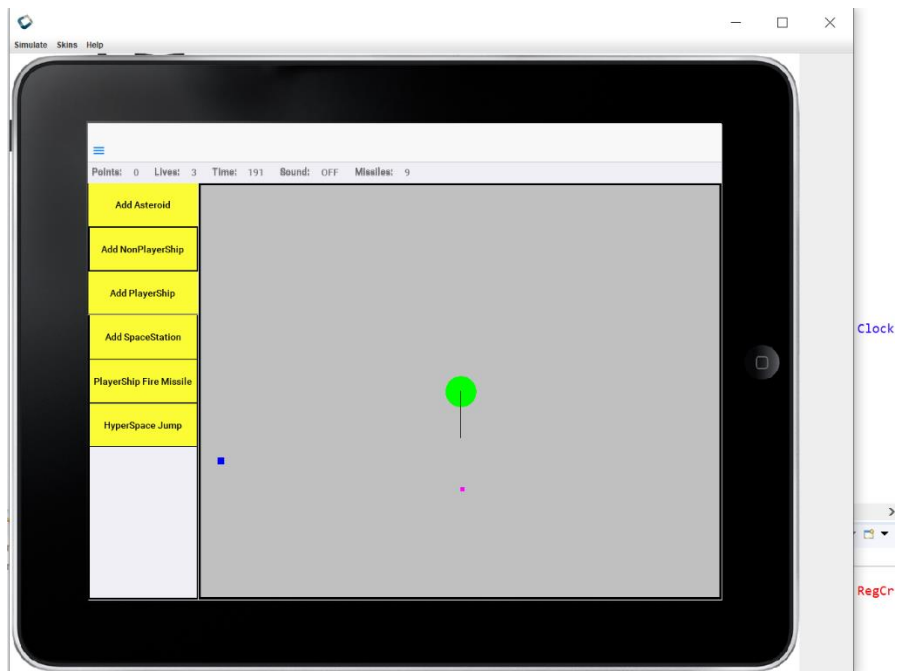 Simulate Skins Help
Points: 0 Lives: 3 Time: 191 Sound: OFF Missiles: 9
Add Asteroid
Add NonPlayerShip
Add PlayerShip
Add SpaceStation
PlayerShip Fire Missile
HyperSpace Jump
Clock
RegCr